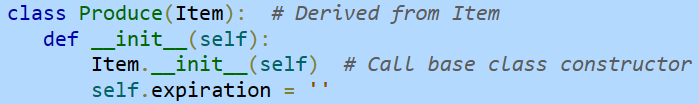 class Produce(Item):  # Derived from Item
   def __init__(self):
       Item.__init__(self)  # Call base class constructor
       self.expiration = ''